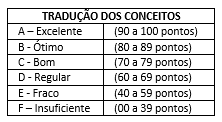 TRADUÇÃO DOS CONCEITOS
A – Excelente (90 a 100 pontos)
B - Ótimo (80 a 89 pontos)
C - Bom (70 a 79 pontos)
D - Regular (60 a 69 pontos)
E - Fraco (40 a 59 pontos)
F – Insuficiente (00 a 39 pontos)